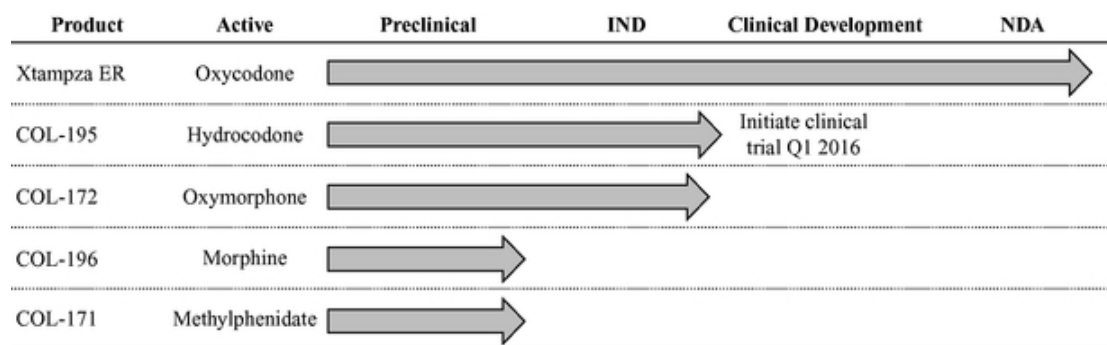 Product Active Preclinical IND Clinical Development NDA
Xtampza ER Oxycodone
COL-195 Hydrocodone Initiate clinical
trial Q1 2016
COL-172 Oxymorphone
COL-196 Morphine
COL-171 Methylphenidate